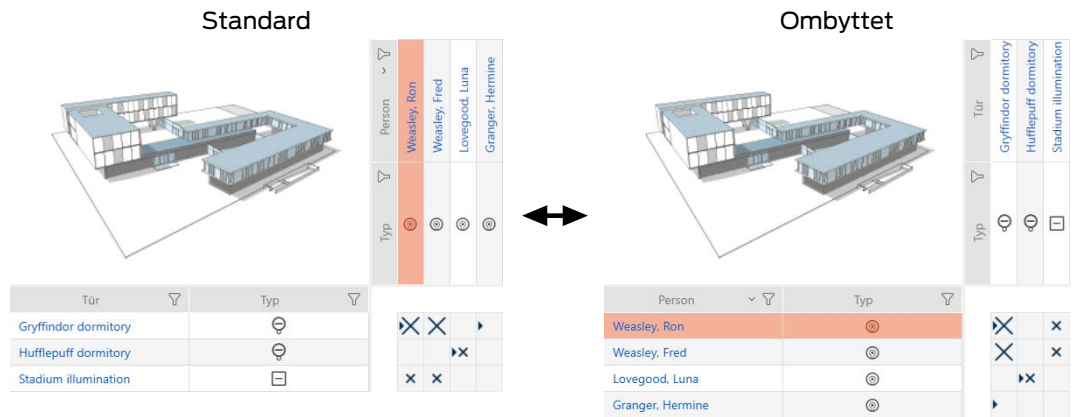 Standard
Ombyttet
Person
Weasley, Ron
Weasley, Fred
Lovegood, Luna
Granger, Hermine
Typ
Tür Typ
Gryffindor dormitory
Hufflepuff dormitory
Stadium illumination
Tür
Gryffindor dormitory
Hufflepuff dormitory
Stadium illumination
Typ
Person Typ
Weasley, Ron
Weasley, Fred
Lovegood, Luna
Granger, Hermine